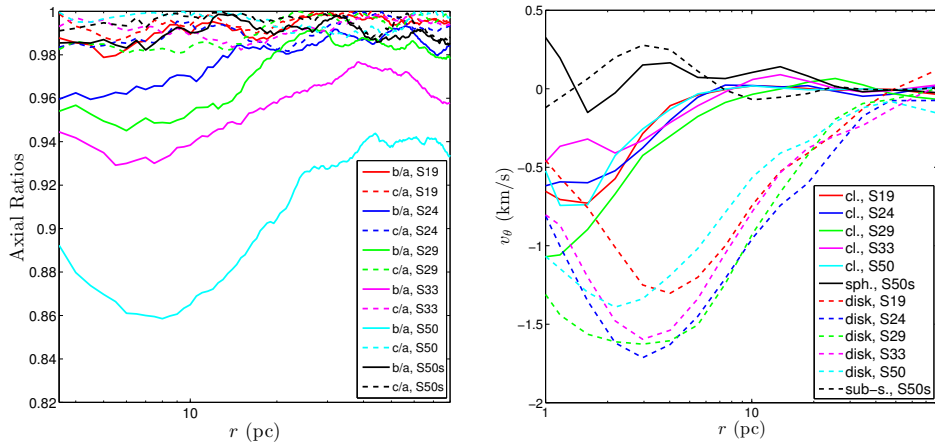 1
0.98
0.96
0.94
0.92
0.9
0.88
0.86
0.84
0.82
Axial Ratios
10
r (pc)
b/a, S19
c/a, S19
b/a, S24
c/a, S24
b/a, S29
c/a, S29
b/a, S33
c/a, S33
b/a, S50
c/a, S50
b/a, S50s
c/a, S50s
0.5
0
−0.5
−1
−1.5
−2
vθ (km/s)
1
10
r (pc)
cl., S19
cl., S24
cl., S29
cl., S33
cl., S50
sph., S50s
disk, S19
disk, S24
disk, S29
disk, S33
disk, S50
sub−s., S50s